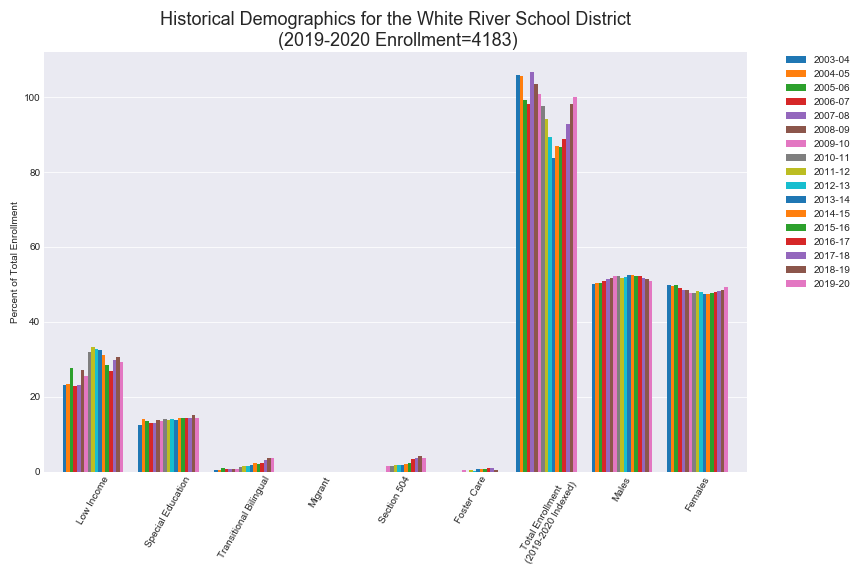 Historical Demographics for the White River School District
(2019-2020 Enrollment=4183)
Percent of Total Enrollment
100
80
60
40
20
0
Low Income
Special Education
Transitional Bilingual
Migrant
Section 504
Foster Care
Total Enrollment
(2019-2020 Indexed)
Males
Females
2003-04
2004-05
2005-06
2006-07
2007-08
2008-09
2009-10
2010-11
2011-12
2012-13
2013-14
2014-15
2015-16
2016-17
2017-18
2018-19
2019-20